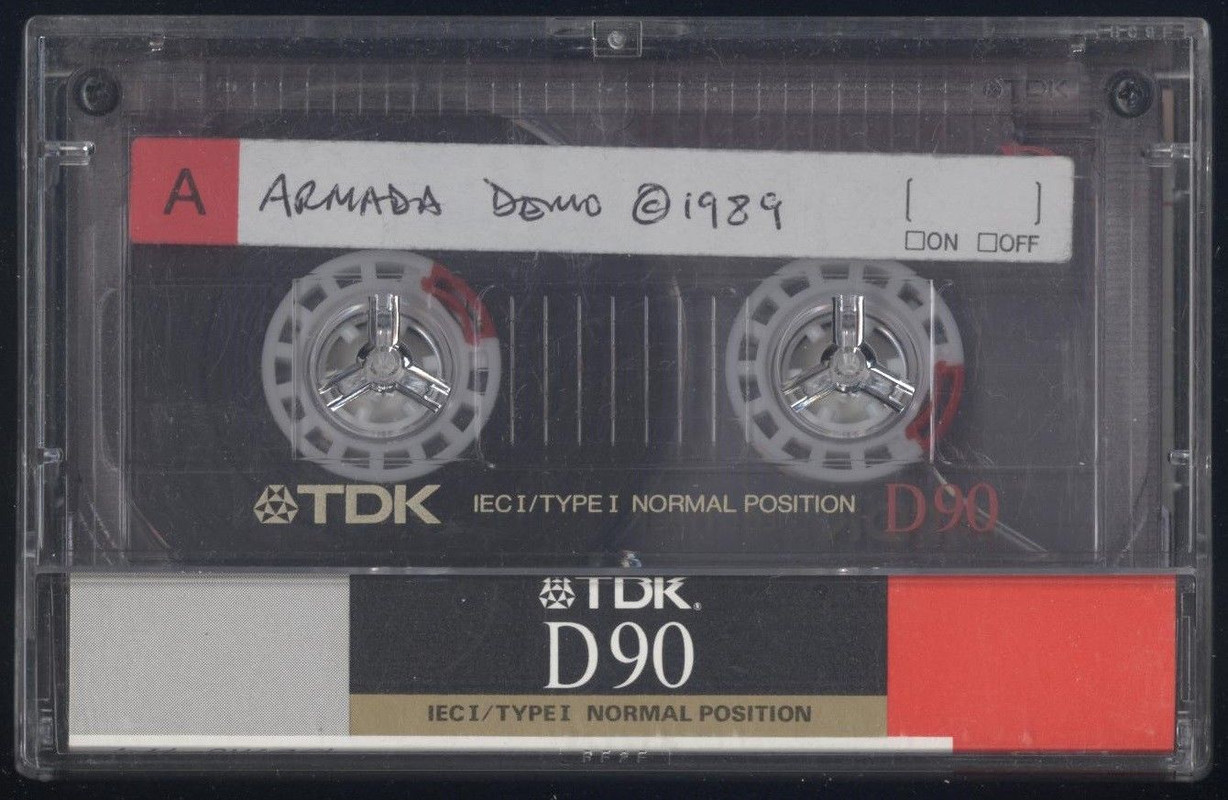 TDK
A ARMADA DEMO ©1989 [ ]
□ON □OFF
TDK IEC I/TYPE I NORMAL POSITION D90
TDK®
D90
IEC I/TYPE I NORMAL POSITION